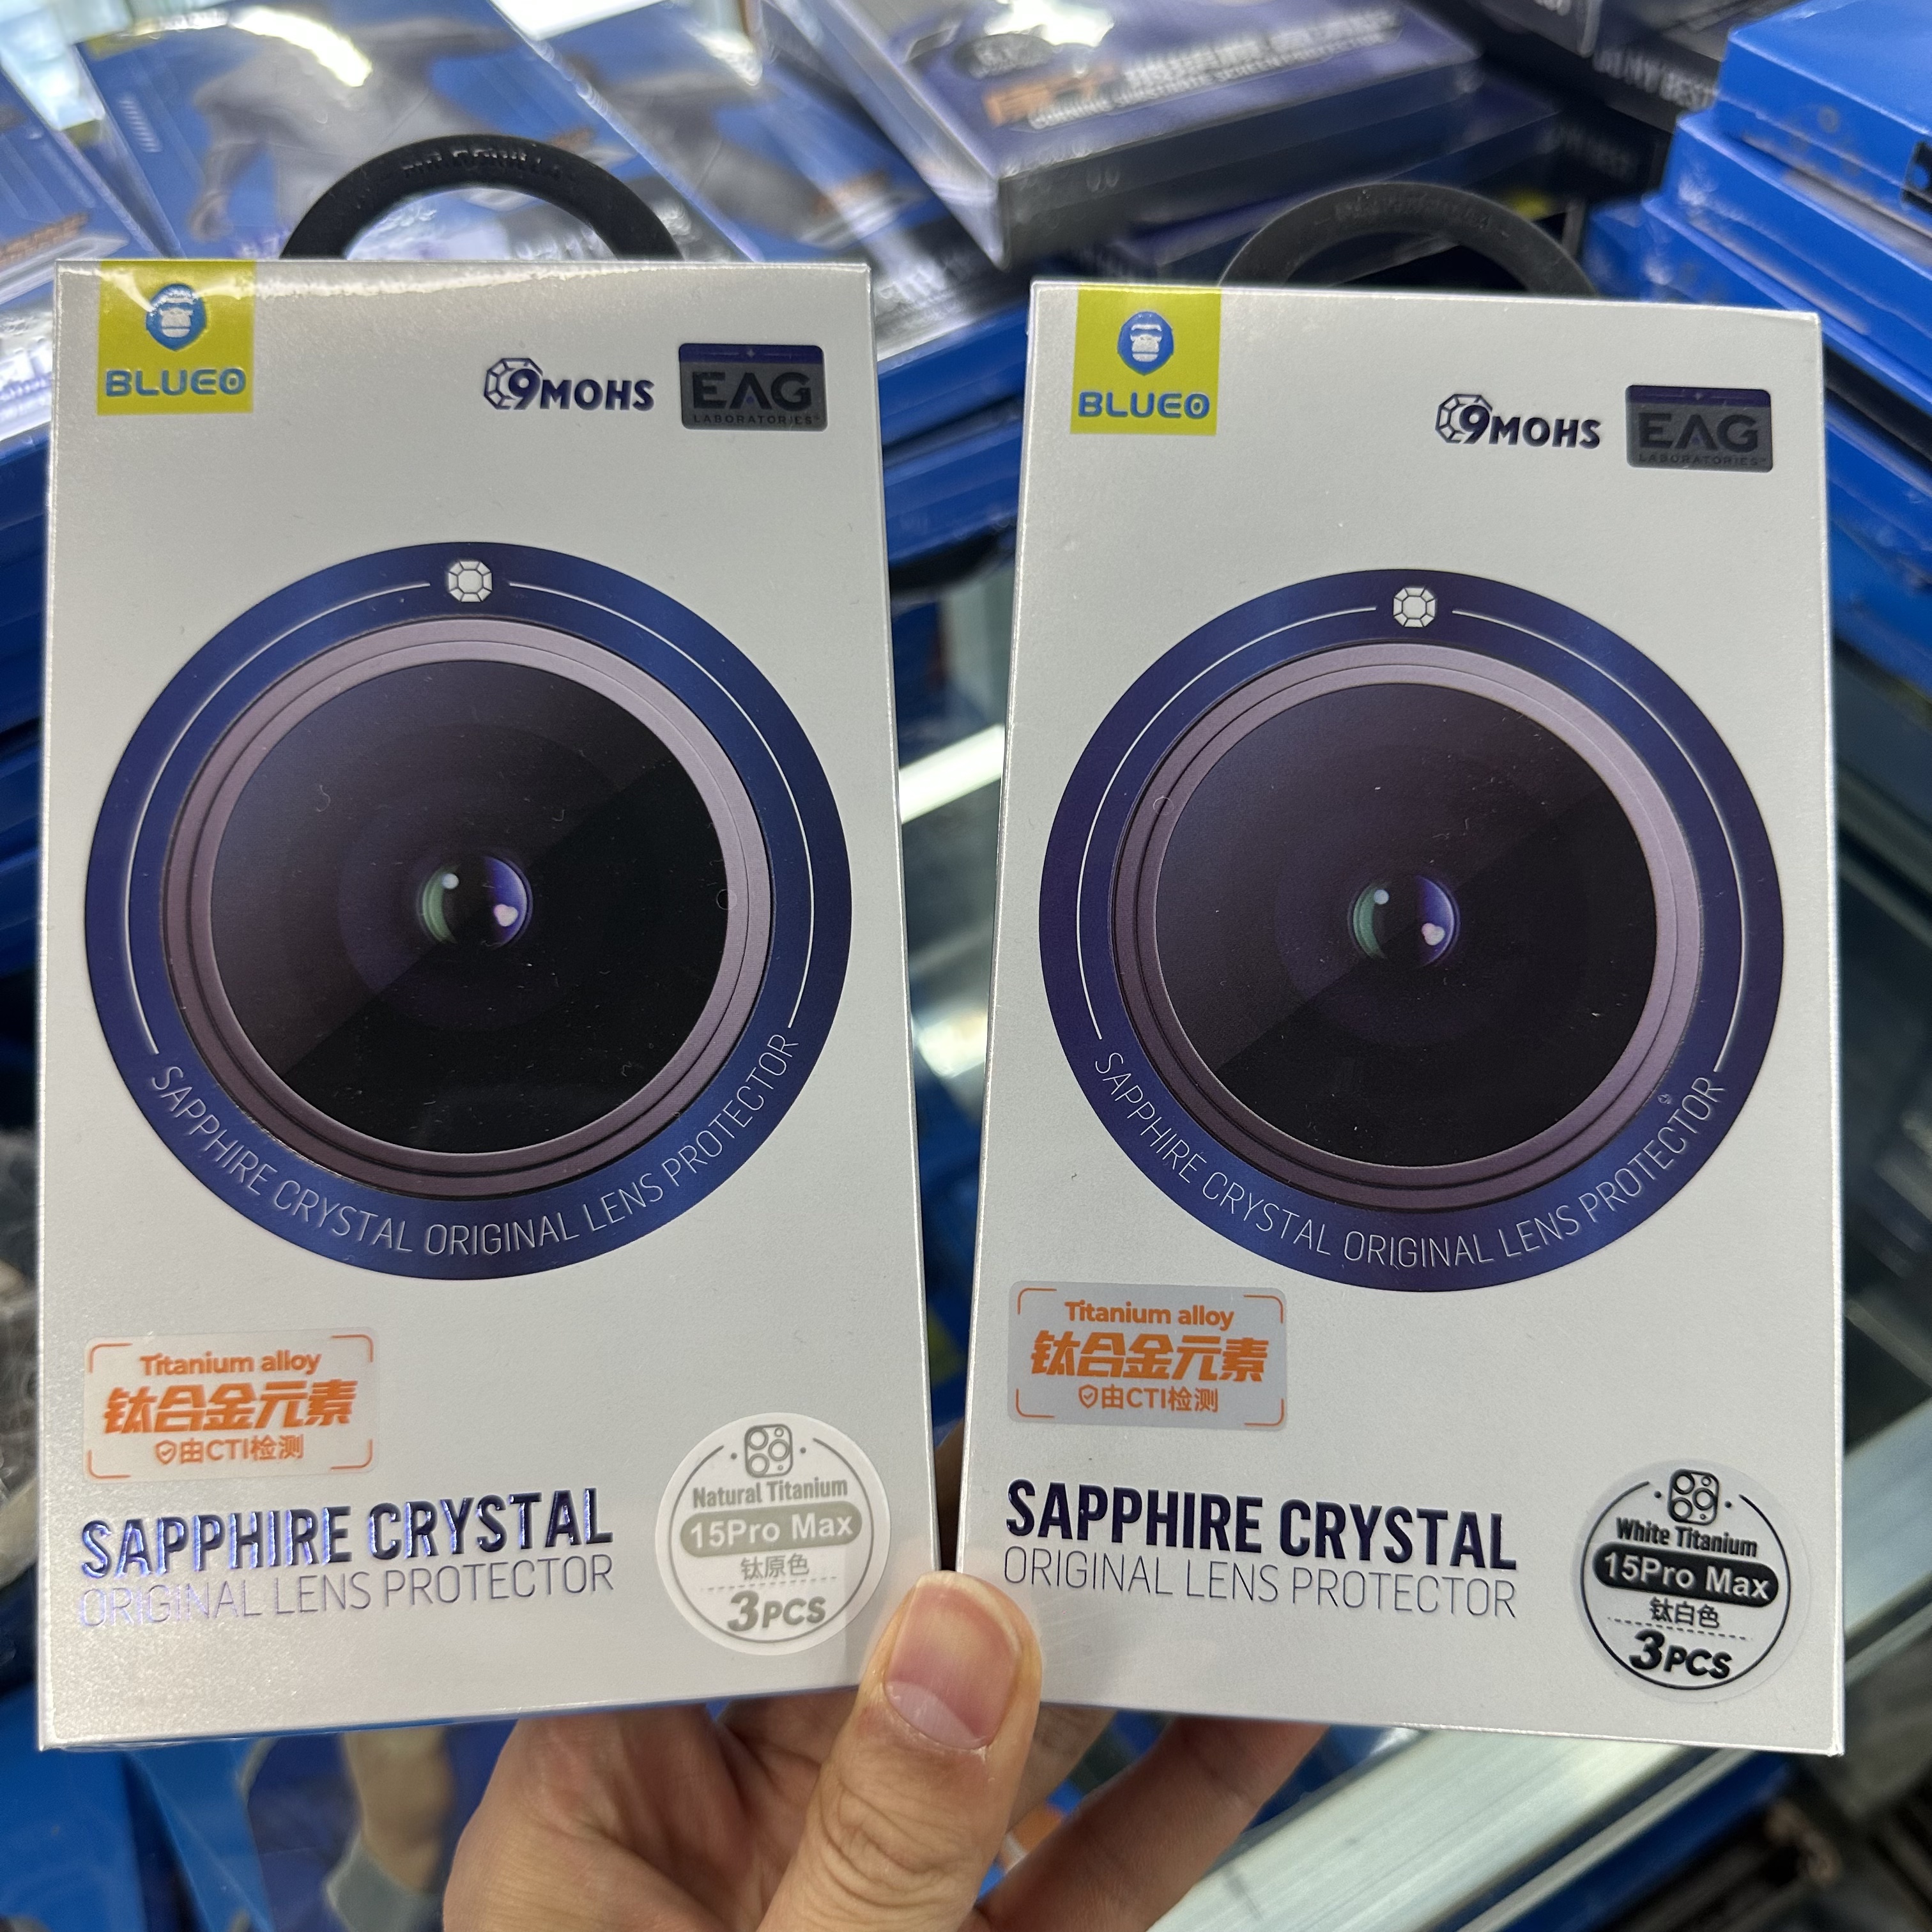 BLUEO
9MOHS
EAG
LABORATORIES™
SAPPHIRE CRYSTAL ORIGINAL LENS PROTECTOR
Titanium alloy
钛合金元素
由CTI检测
SAPPHIRE CRYSTAL
ORIGINAL LENS PROTECTOR
Natural Titanium
15Pro Max
钛原色
3PCS
BLUEO
9MOHS
EAG
LABORATORIES™
SAPPHIRE CRYSTAL ORIGINAL LENS PROTECTOR
Titanium alloy
钛合金元素
由CTI检测
SAPPHIRE CRYSTAL
ORIGINAL LENS PROTECTOR
White Titanium
15Pro Max
钛白色
3PCS